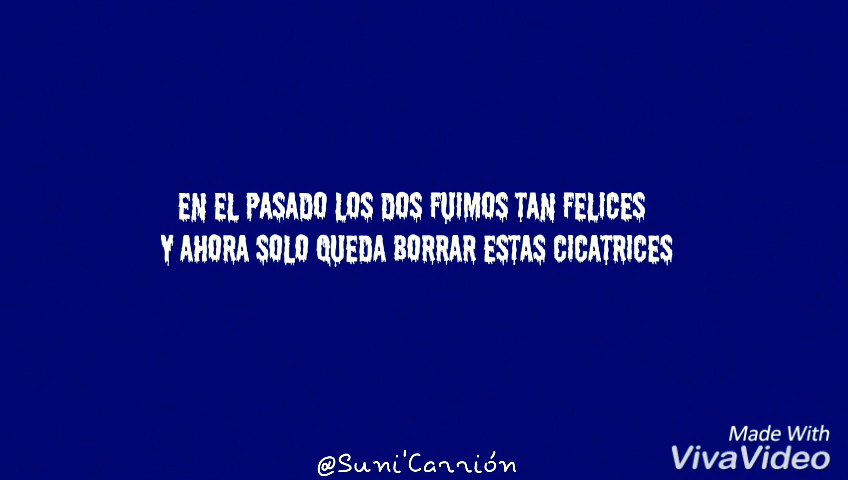 EN EL PASADO LOS DOS FUIMOS TAN FELICES
Y AHORA SOLO QUEDA BORRAR ESTAS CICATRICES
Made With
VivaVideo
@Suni'Carrión